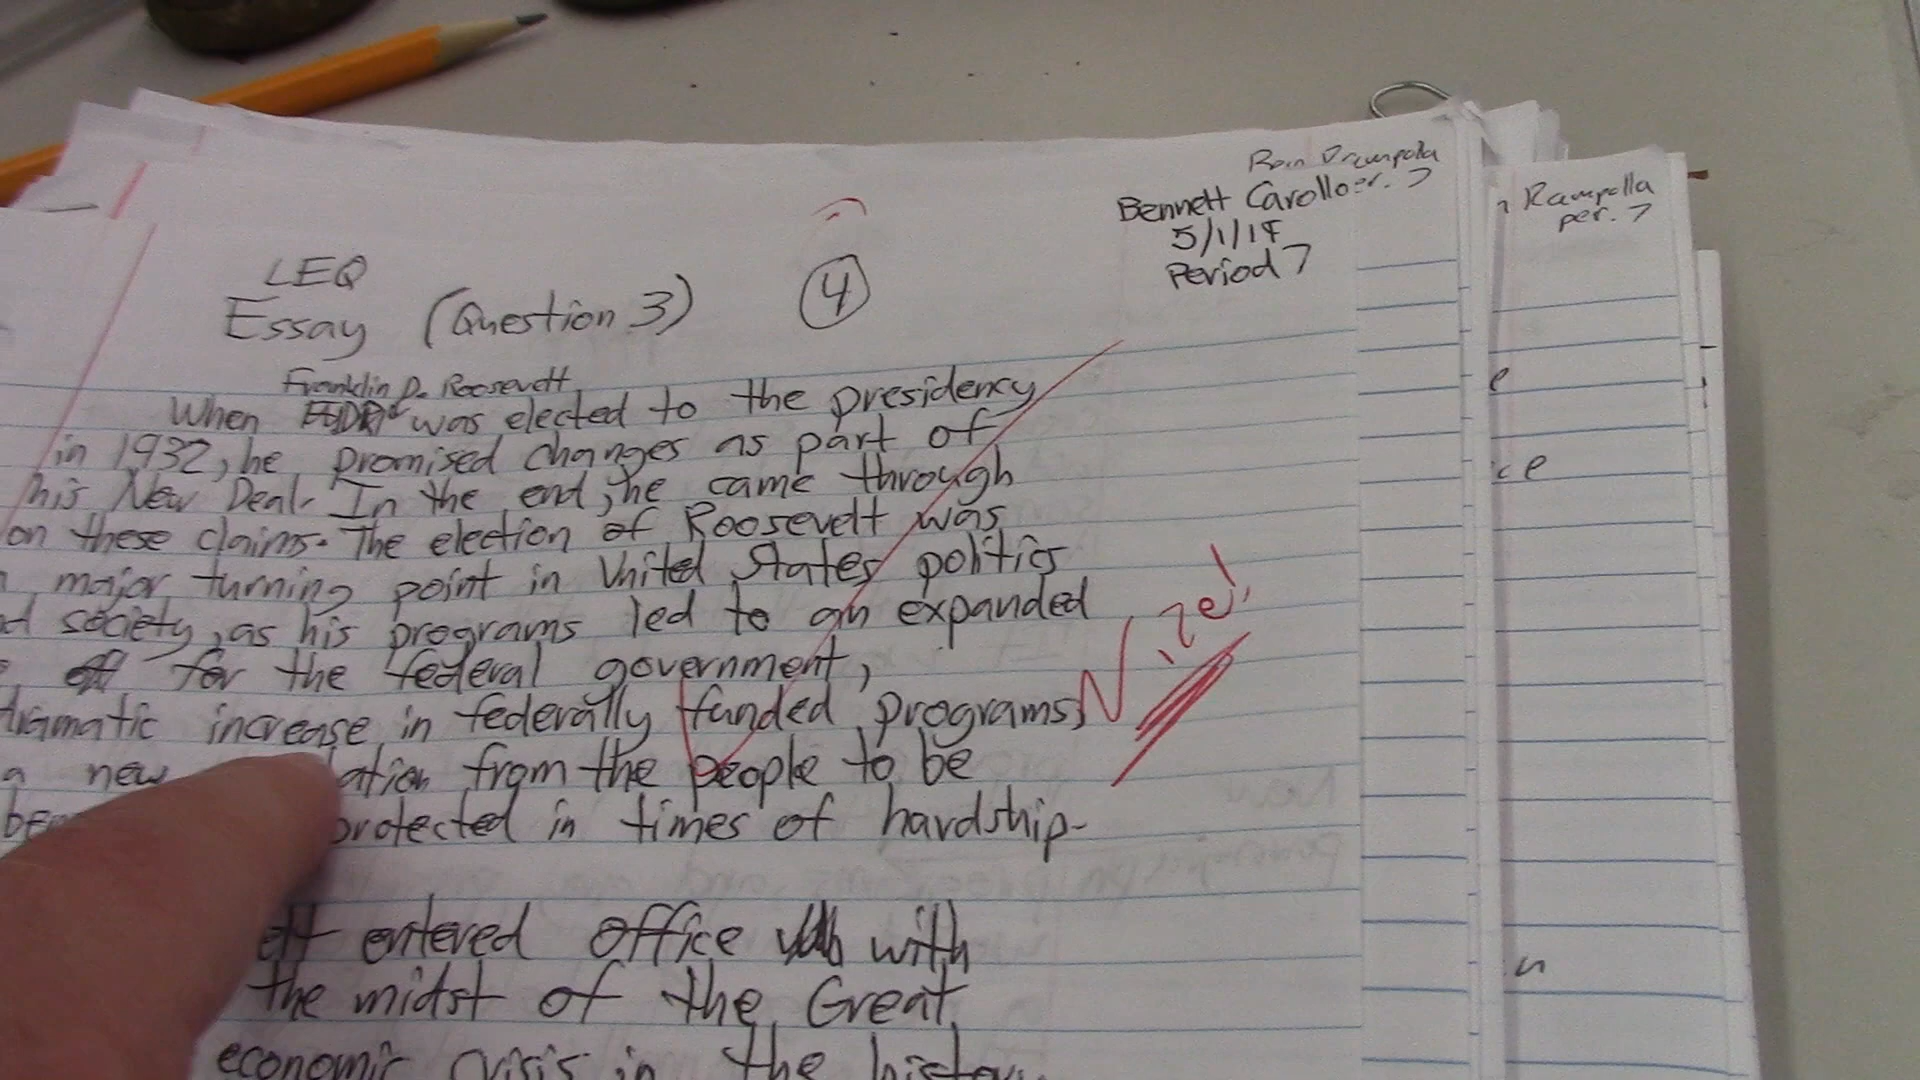 Bennett Carollo
per. 7
5/1/18
Period 7
Rampolla
per. 7
LEQ
Essay (Question 3)
4
Franklin D. Roosevelt
When was elected to the presidency
in 1932, he promised changes as part of
his New Deal. In the end, he came through
on these claims. The election of Roosevelt was
major turning point in United States politics
society, as his programs led to an expanded
for the federal government,
dramatic increase in federally funded programs,
Nice!
a new from the people to be
protected in times of hardship.
entered office with
the midst of the Great
economic crisis in the history